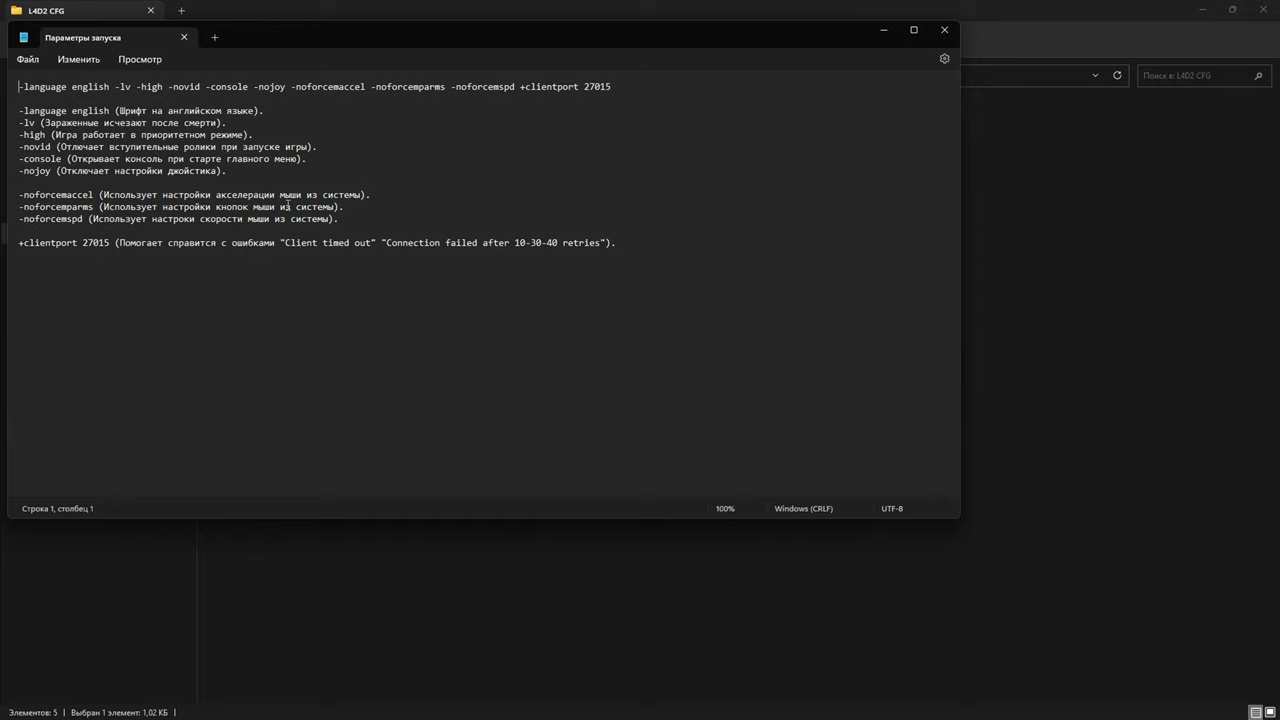 L4D2 CFG
Параметры запуска
Файл Изменить Просмотр
Поиск в: L4D2 CFG
-language english -lv -high -novid -console -nojoy -noforcemaccel -noforcemparms -noforcemspd +clientport 27015
-language english (Шрифт на английском языке).
-lv (Зараженные исчезают после смерти).
-high (Игра работает в приоритетном режиме).
-novid (Отлючает вступительные ролики при запуске игры).
-console (Открывает консоль при старте главного меню).
-nojoy (Отключает настройки джойстика).
-noforcemaccel (Использует настройки акселерации мыши из системы).
-noforcemparms (Использует настройки кнопок мыши из системы).
-noforcemspd (Использует настроки скорости мыши из системы).
+clientport 27015 (Помогает справится с ошибками "Client timed out" "Connection failed after 10-30-40 retries").
Строка 1, столбец 1 100% Windows (CRLF) UTF-8
Элементов: 5 | Выбран 1 элемент: 1,02 КБ |